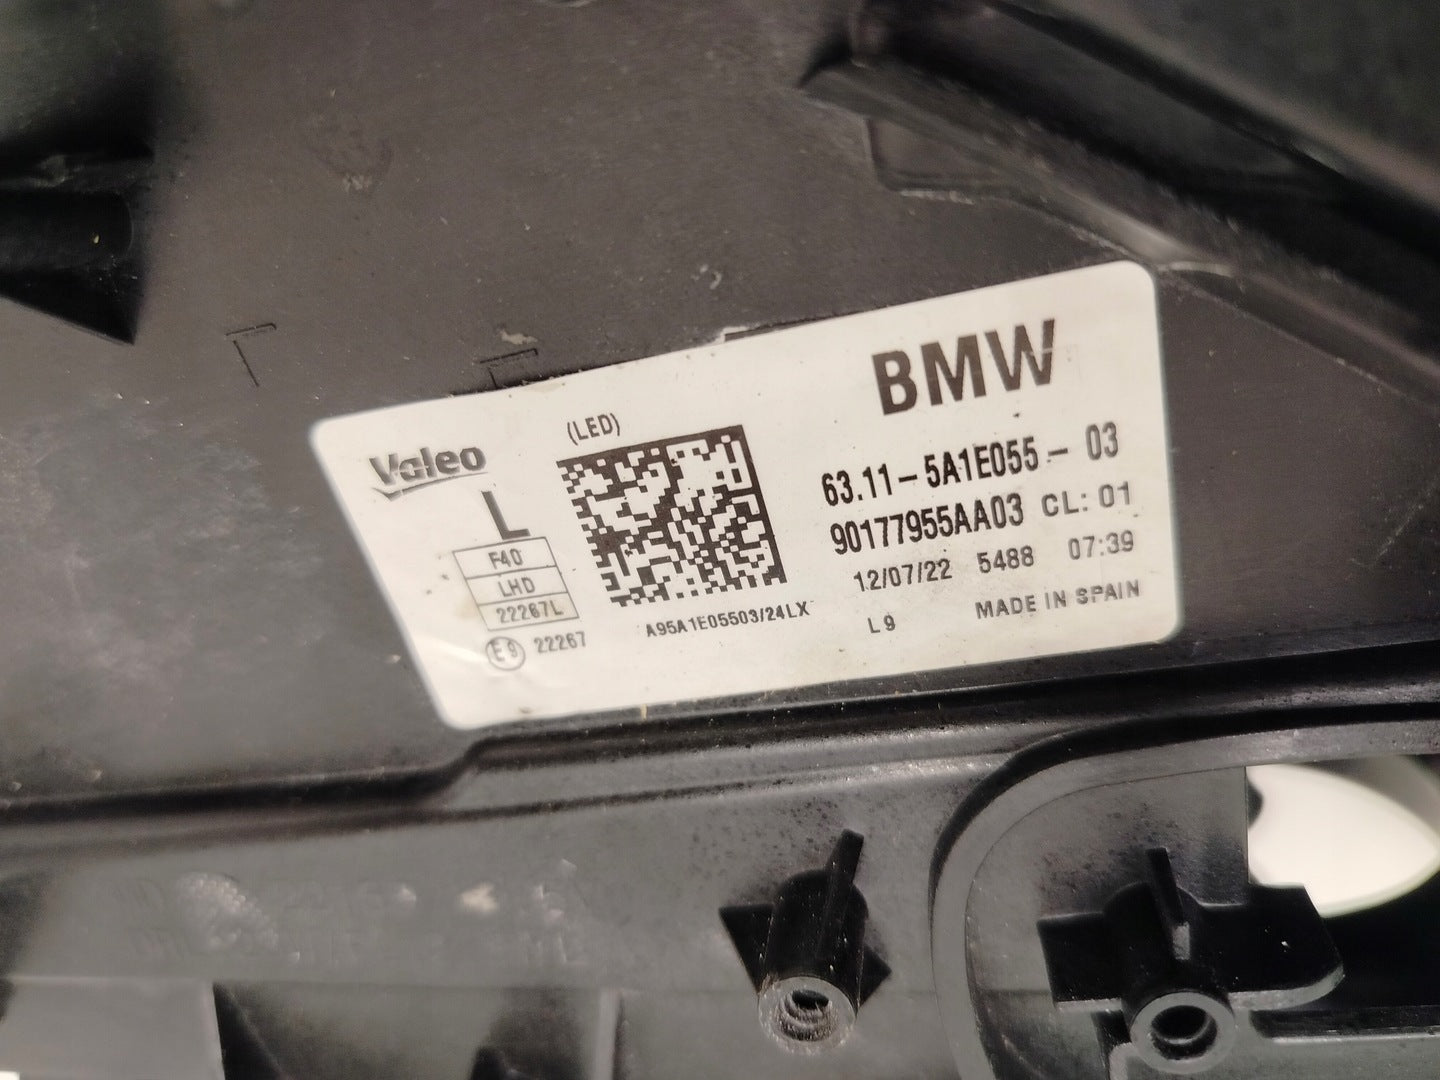 BMW
(LED)
Valeo
L
63.11-5A1E055-03
90177955AA03 CL: 01
F40
LHD
22267L
12/07/22 5488 07:39
E9 22267
A95A1E05503/24LX
L9
MADE IN SPAIN